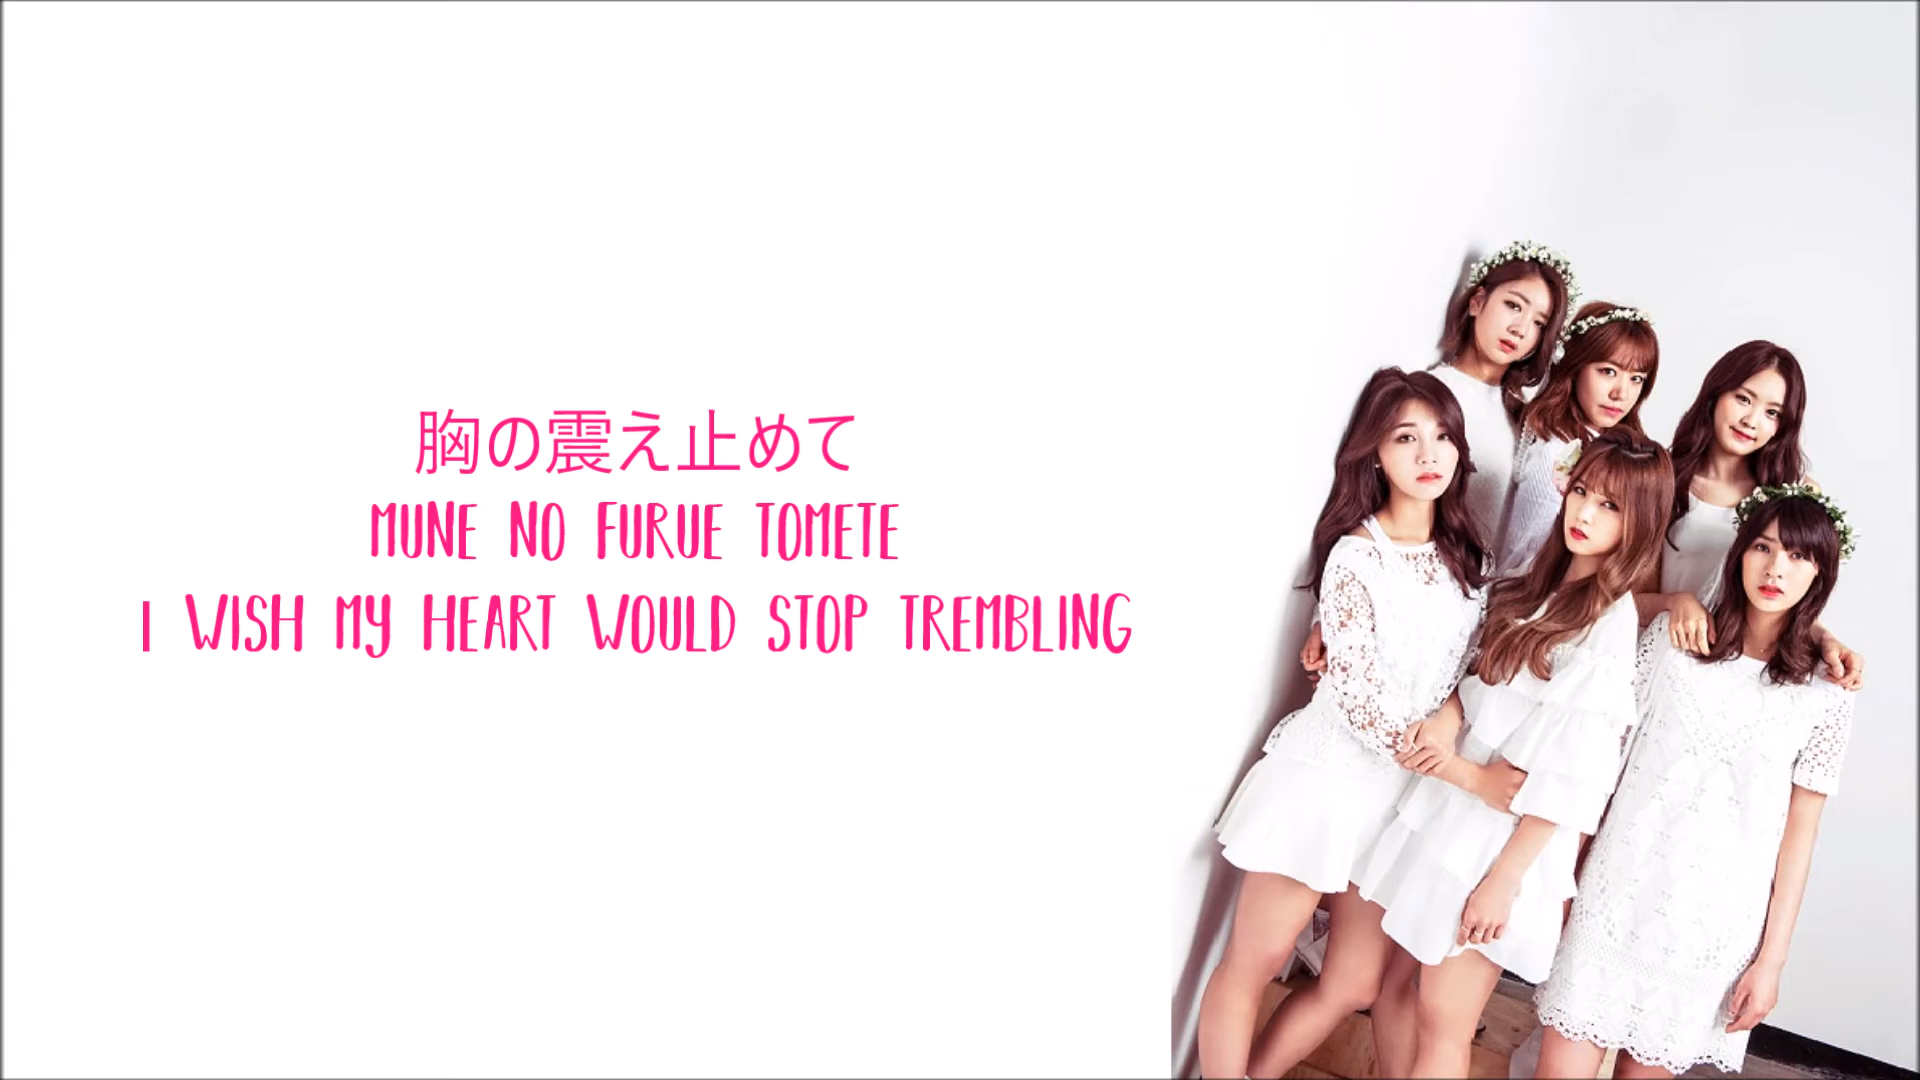 胸の震え止めて
MUNE NO FURUE TOMETE
I WISH MY HEART WOULD STOP TREMBLING